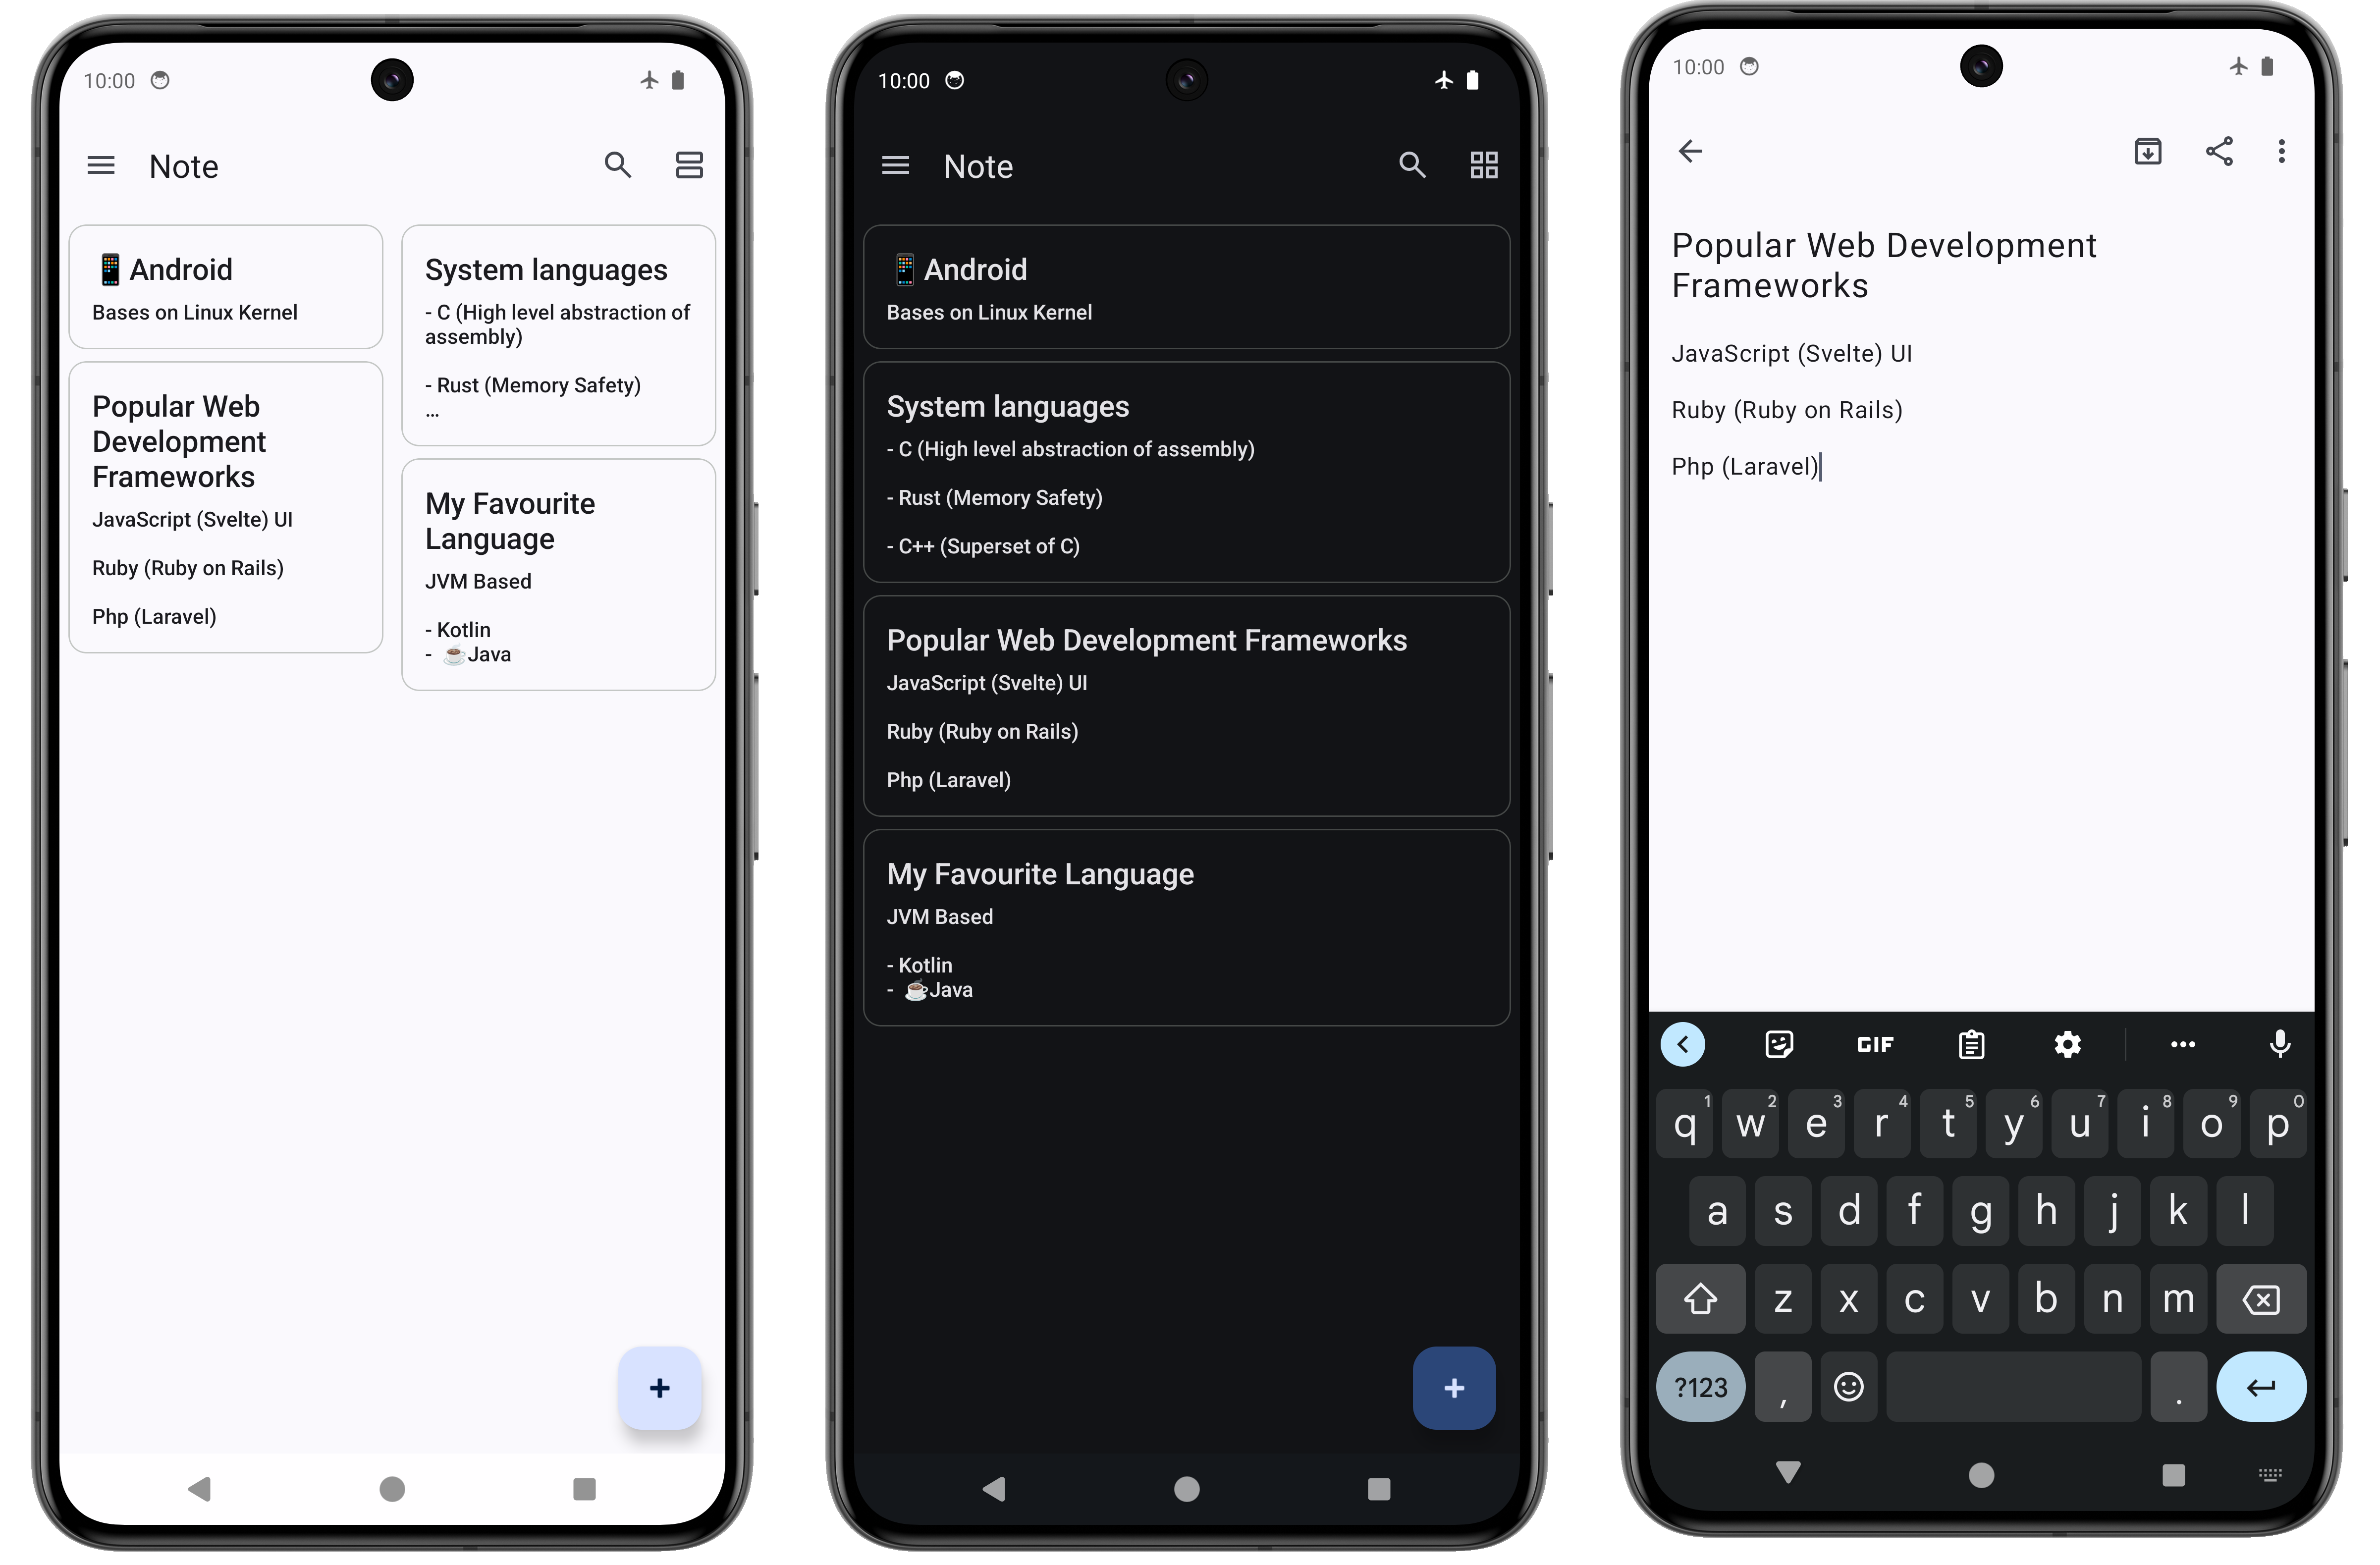 10:00
Note
📱Android
Bases on Linux Kernel
Popular Web
Development
Frameworks
JavaScript (Svelte) UI
Ruby (Ruby on Rails)
Php (Laravel)
System languages
- C (High level abstraction of
assembly)
- Rust (Memory Safety)
...
My Favourite
Language
JVM Based
- Kotlin
- ☕Java
10:00
Note
📱Android
Bases on Linux Kernel
System languages
- C (High level abstraction of assembly)
- Rust (Memory Safety)
- C++ (Superset of C)
Popular Web Development Frameworks
JavaScript (Svelte) UI
Ruby (Ruby on Rails)
Php (Laravel)
My Favourite Language
JVM Based
- Kotlin
- ☕Java
10:00
Popular Web Development
Frameworks
JavaScript (Svelte) UI
Ruby (Ruby on Rails)
Php (Laravel)
GIF
1 2 3 4 5 6 7 8 9 0
q w e r t y u i o p
a s d f g h j k l
z x c v b n m
?123 , .